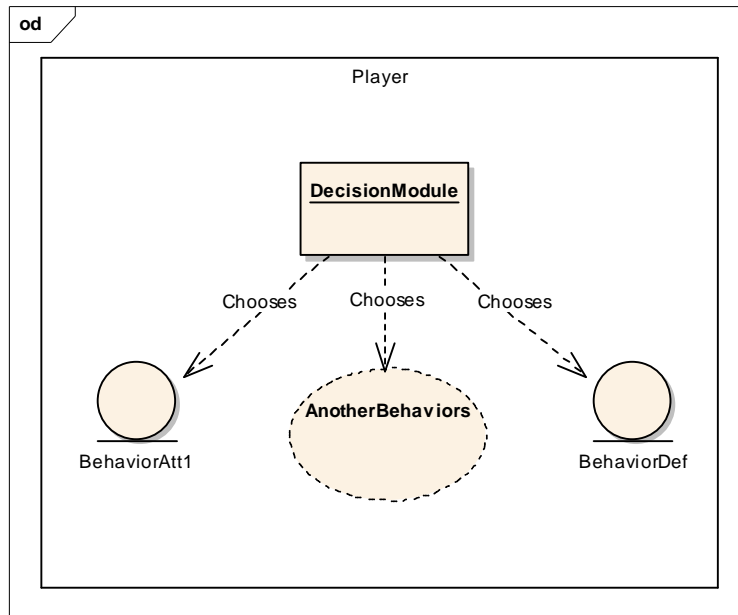 od
Player
DecisionModule
Chooses
Chooses
Chooses
AnotherBehaviors
BehaviorAtt1
BehaviorDef